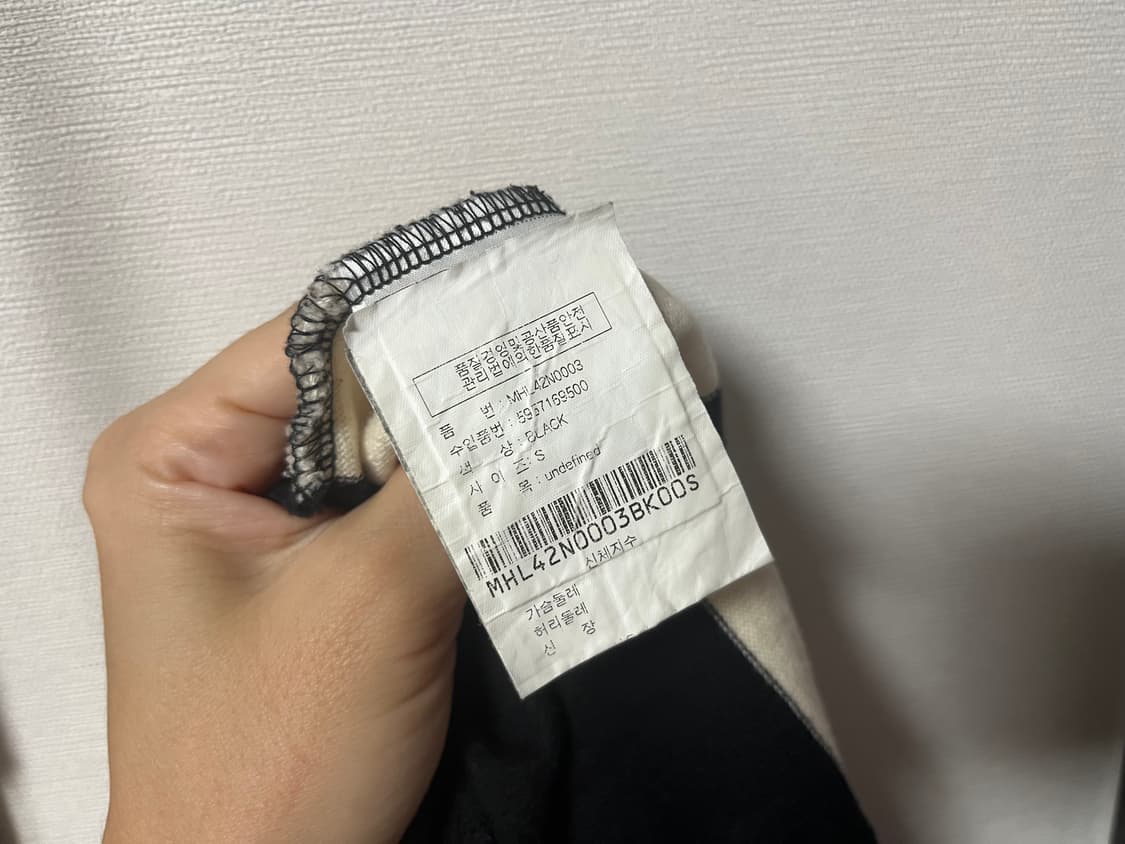 품질경영및공산품안전
관리법에의한품질표시
품 번 : MHL42N0003
수입품번 : 5957169500
색 상 : BLACK
사 이 즈: S
품 목 : undefined
MHL42N0003BK00S
신체지수
가슴둘레
허리둘레
신 장